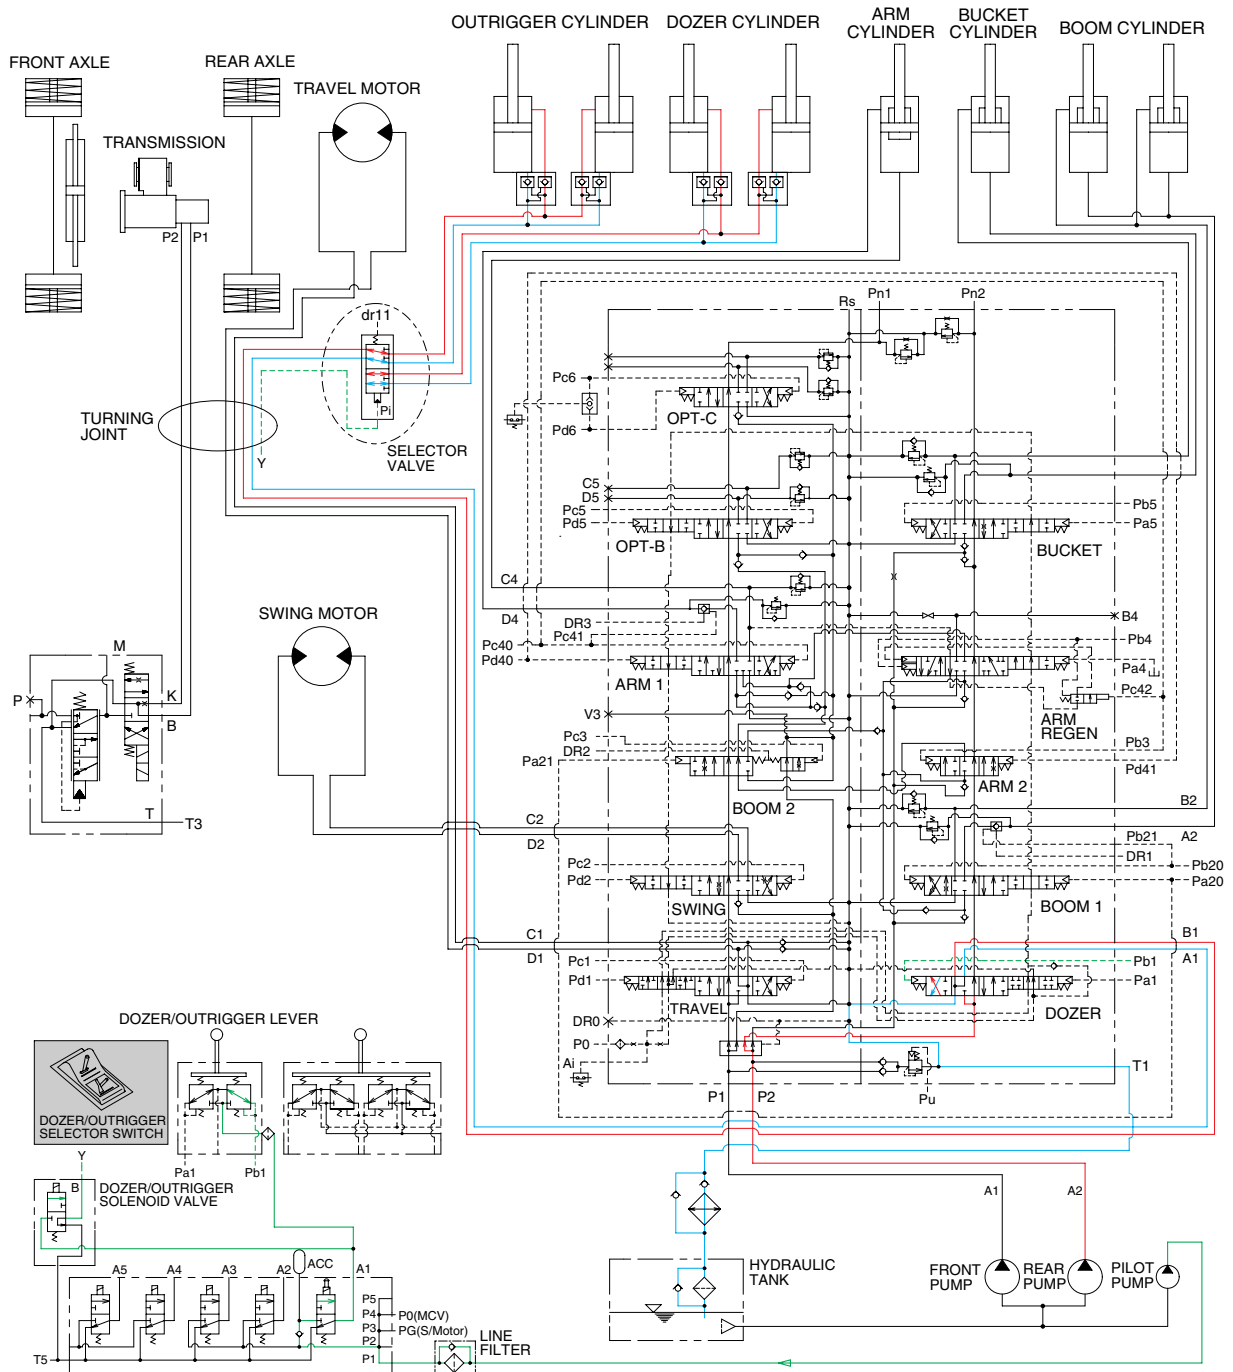 OUTRIGGER CYLINDER
DOZER CYLINDER
ARM
CYLINDER
BUCKET
CYLINDER
BOOM CYLINDER
FRONT AXLE
REAR AXLE
TRAVEL MOTOR
TRANSMISSION
P2
P1
dr11
Pi
SELECTOR
VALVE
TURNING
JOINT
Y
Rs
Pn1
Pn2
Pc6
Pd6
OPT-C
C5
D5
Pc5
Pd5
OPT-B
Pb5
Pa5
BUCKET
C4
D4
DR3
Pc41
Pc40
Pd40
ARM 1
B4
Pb4
Pa4
Pc42
ARM
REGEN
SWING MOTOR
M
P
K
B
T
T3
V3
Pc3
DR2
Pa21
BOOM 2
Pb3
Pd41
ARM 2
B2
A2
C2
D2
Pb21
DR1
Pc2
Pd2
SWING
Pb20
Pa20
BOOM 1
C1
D1
B1
A1
Pc1
Pd1
TRAVEL
Pb1
Pa1
DOZER
DR0
P0
Ai
T1
Pu
P1
P2
DOZER/OUTRIGGER LEVER
DOZER/OUTRIGGER
SELECTOR SWITCH
Pa1
Pb1
Y
B
DOZER/OUTRIGGER
SOLENOID VALVE
A5
A4
A3
A2
ACC
A1
P5
P4
P0(MCV)
P3
PG(S/Motor)
P2
P1
T5
LINE
FILTER
HYDRAULIC
TANK
A1
A2
FRONT
PUMP
REAR
PUMP
PILOT
PUMP